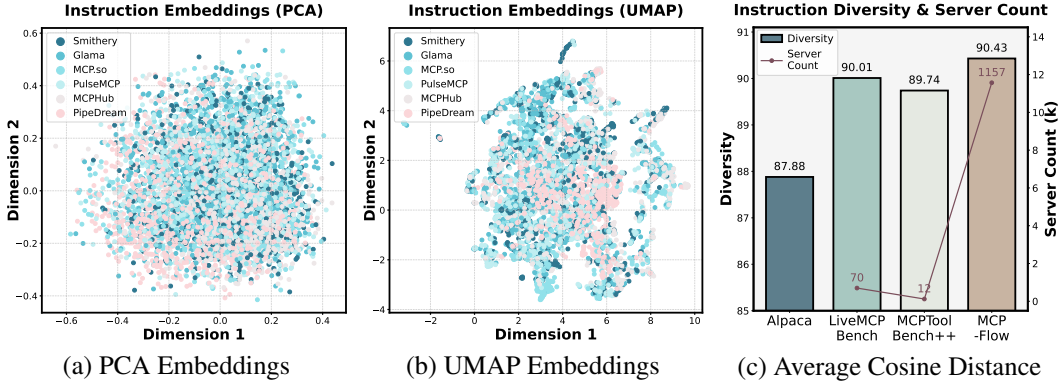 Instruction Embeddings (PCA)
Smithery
Glama
MCP.so
PulseMCP
MCPHub
PipeDream
Dimension 2
0.6
0.4
0.2
0.0
−0.2
−0.4
−0.6
−0.4
−0.2
0.0
0.2
0.4
Dimension 1
(a) PCA Embeddings
Instruction Embeddings (UMAP)
Smithery
Glama
MCP.so
PulseMCP
MCPHub
PipeDream
Dimension 2
6
4
2
0
−2
−4
−2
0
2
4
6
8
10
Dimension 1
(b) UMAP Embeddings
Instruction Diversity & Server Count
Diversity
Server
Count
Diversity
91
90
89
88
87
86
85
87.88
90.01
89.74
90.43
70
12
1157
14
12
10
8
6
4
2
0
Server Count (k)
Alpaca
LiveMCP
Bench
MCPTool
Bench++
MCP
-Flow
(c) Average Cosine Distance